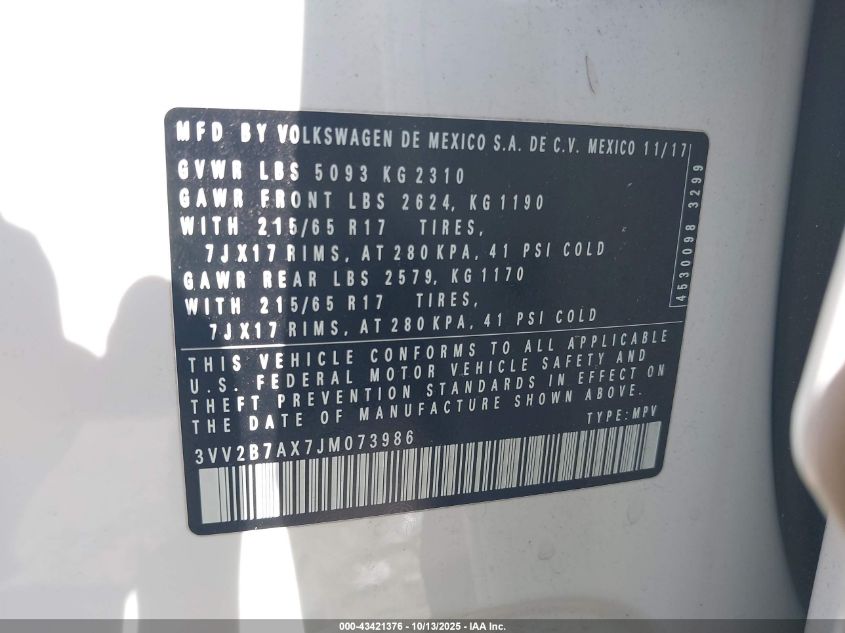 MFD BY VOLKSWAGEN DE MEXICO S.A. DE C.V. MEXICO 11/17
GVWR LBS 5093 KG 2310
GAWR FRONT LBS 2624, KG 1190
WITH 215/65 R17 TIRES,
7JX17 RIMS, AT 280 KPA, 41 PSI COLD
GAWR REAR LBS 2579, KG 1170
WITH 215/65 R17 TIRES,
7JX17 RIMS, AT 280 KPA, 41 PSI COLD
4530098 3299
THIS VEHICLE CONFORMS TO ALL APPLICABLE
U.S. FEDERAL MOTOR VEHICLE SAFETY AND
THEFT PREVENTION STANDARDS IN EFFECT ON
THE DATE OF MANUFACTURE SHOWN ABOVE.
TYPE: MPV
3VV2B7AX7JM073986
000-43421376 | 10/13/2025 - IAA Inc.